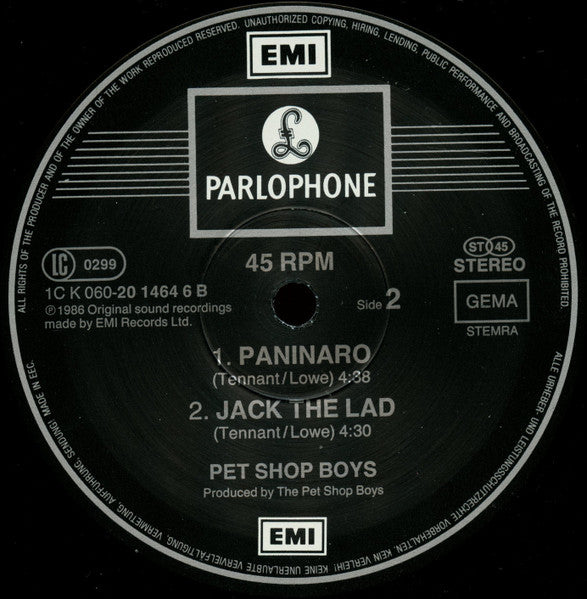 ALL RIGHTS OF THE PRODUCER AND OF THE OWNER OF THE WORK REPRODUCED RESERVED. UNAUTHORIZED COPYING, HIRING, LENDING, PUBLIC PERFORMANCE AND BROADCASTING OF THIS RECORD PROHIBITED.
EMI
£
PARLOPHONE
LC 0299
45 RPM
ST 45
STEREO
1C K 060-20 1464 6 B
℗1986 Original sound recordings
made by EMI Records Ltd.
Side 2
GEMA
STEMRA
1. PANINARO
(Tennant/Lowe) 4:38
2. JACK THE LAD
(Tennant/Lowe) 4:30
PET SHOP BOYS
Produced by The Pet Shop Boys
EMI
ALLE URHEBER- UND LEISTUNGSSCHUTZRECHTE VORBEHALTEN. KEIN VERLEIH! KEINE UNERLAUBTE VERVIELFÄLTIGUNG, VERMIETUNG, AUFFÜHRUNG, SENDUNG! MADE IN EEC.